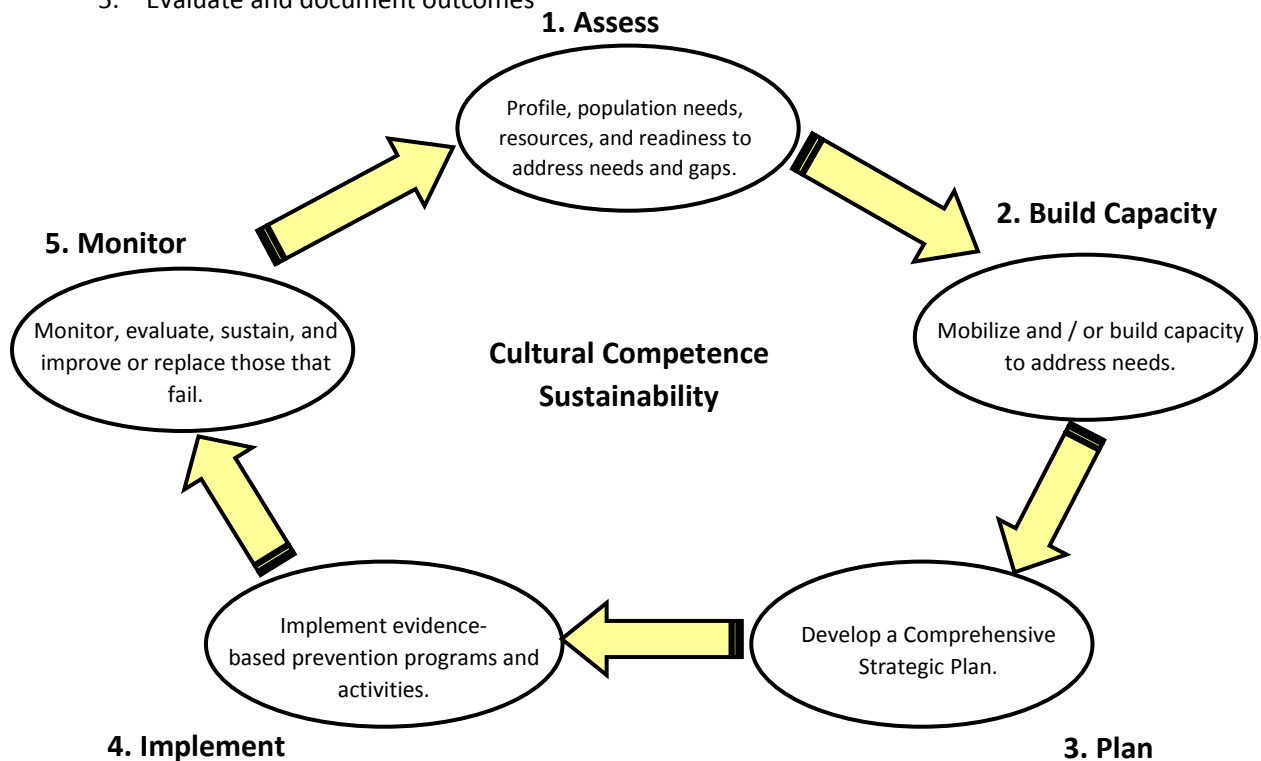 5. Evaluate and document outcomes
1. Assess
Profile, population needs,
resources, and readiness to
address needs and gaps.
2. Build Capacity
Mobilize and / or build capacity
to address needs.
3. Plan
Develop a Comprehensive
Strategic Plan.
4. Implement
Implement evidence-
based prevention programs and
activities.
5. Monitor
Monitor, evaluate, sustain, and
improve or replace those that
fail.
Cultural Competence
Sustainability